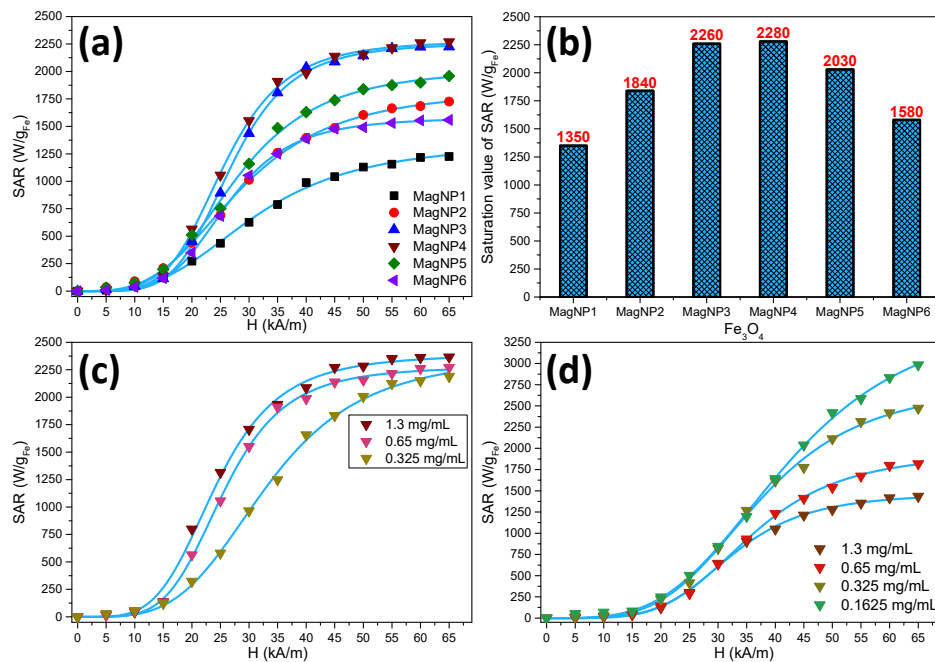 (a)
SAR (W/gFe)
2500
2250
2000
1750
1500
1250
1000
750
500
250
0
0 5 10 15 20 25 30 35 40 45 50 55 60 65
H (kA/m)
MagNP1
MagNP2
MagNP3
MagNP4
MagNP5
MagNP6
(b)
Saturation value of SAR (W/gFe)
2500
2250
2000
1750
1500
1250
1000
750
500
250
0
1350
1840
2260
2280
2030
1580
MagNP1 MagNP2 MagNP3 MagNP4 MagNP5 MagNP6
Fe3O4
(c)
SAR (W/gFe)
2500
2250
2000
1750
1500
1250
1000
750
500
250
0
1.3 mg/mL
0.65 mg/mL
0.325 mg/mL
0 5 10 15 20 25 30 35 40 45 50 55 60 65
H (kA/m)
(d)
SAR (W/gFe)
3250
3000
2750
2500
2250
2000
1750
1500
1250
1000
750
500
250
0
1.3 mg/mL
0.65 mg/mL
0.325 mg/mL
0.1625 mg/mL
0 5 10 15 20 25 30 35 40 45 50 55 60 65
H (kA/m)